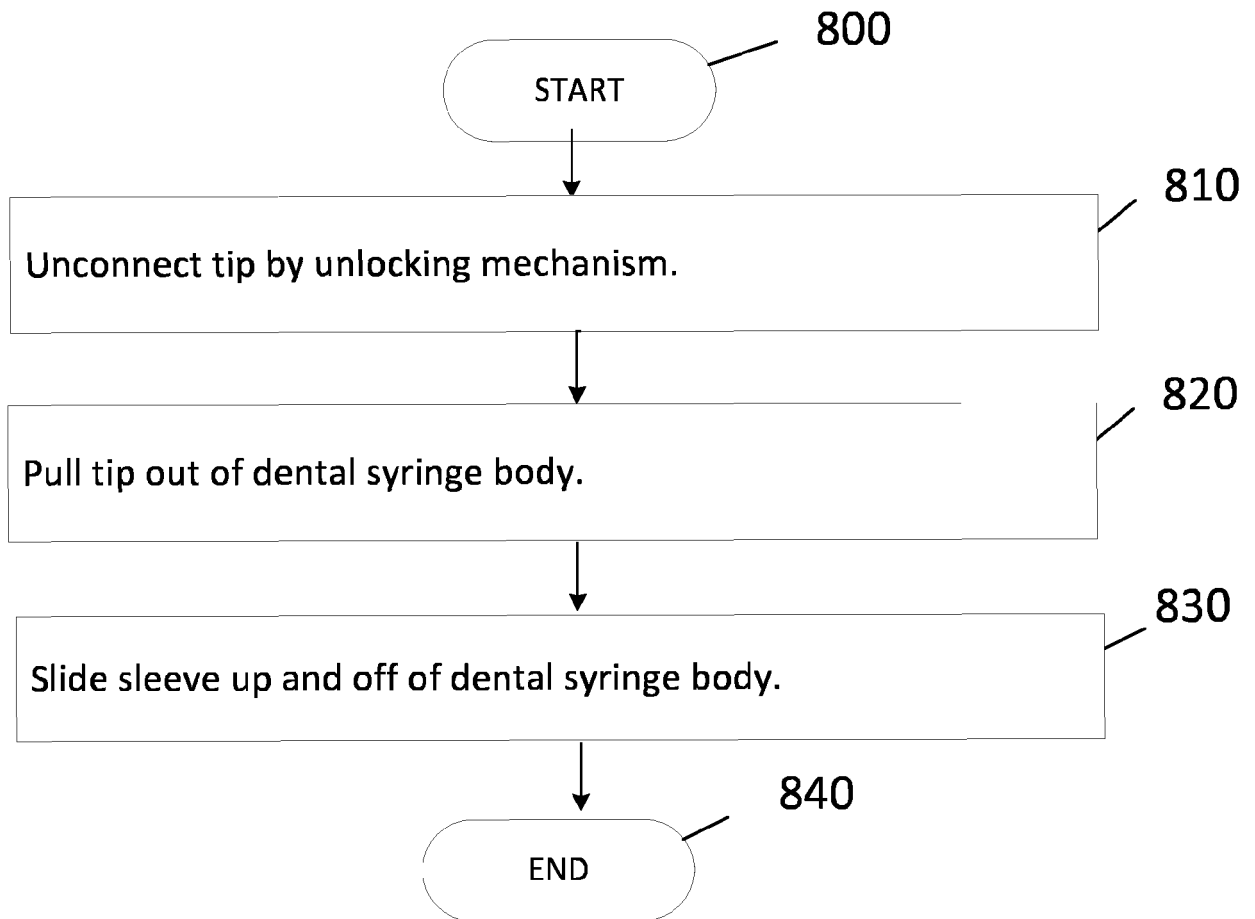 800
START
810
Unconnect tip by unlocking mechanism.
820
Pull tip out of dental syringe body.
830
Slide sleeve up and off of dental syringe body.
840
END